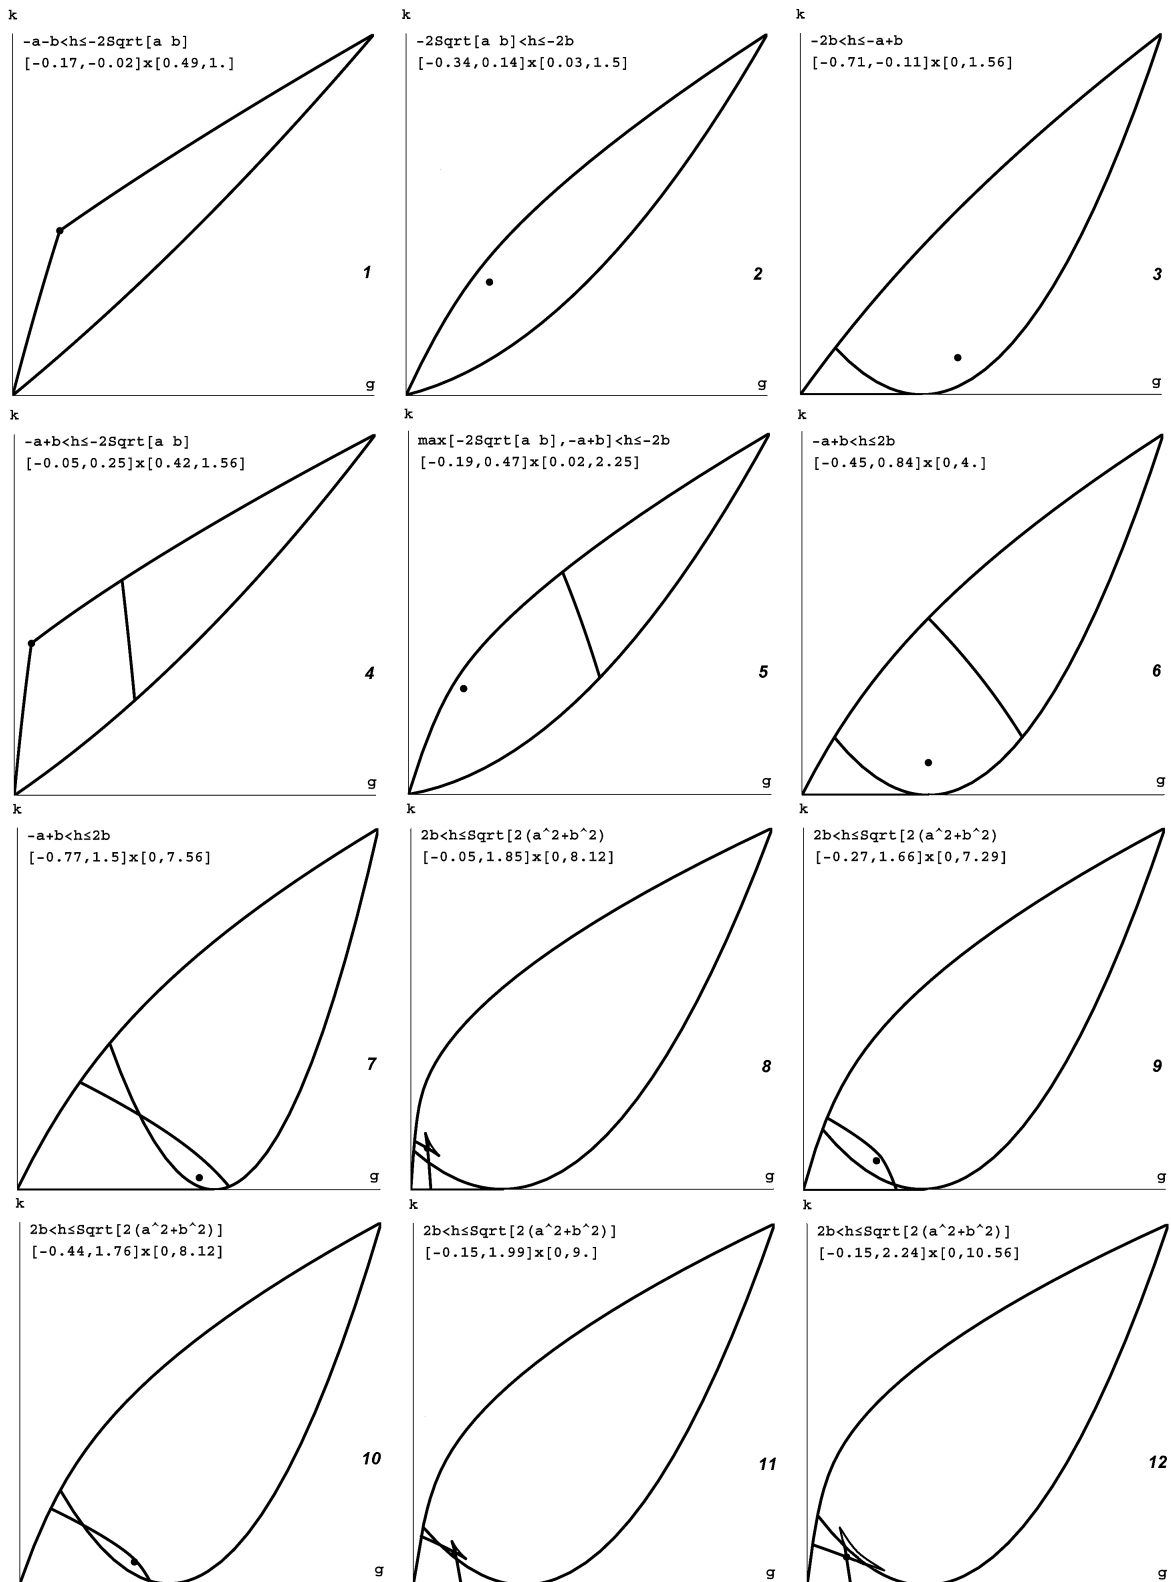 k
-a-b<h≤-2Sqrt[a b]
[-0.17,-0.02]x[0.49,1.]
1
g
k
-2Sqrt[a b]<h≤-2b
[-0.34,0.14]x[0.03,1.5]
2
g
k
-2b<h≤-a+b
[-0.71,-0.11]x[0,1.56]
3
g
k
-a+b<h≤-2Sqrt[a b]
[-0.05,0.25]x[0.42,1.56]
4
g
k
max[-2Sqrt[a b],-a+b]<h≤-2b
[-0.19,0.47]x[0.02,2.25]
5
g
k
-a+b<h≤2b
[-0.45,0.84]x[0,4.]
6
g
k
-a+b<h≤2b
[-0.77,1.5]x[0,7.56]
7
g
k
2b<h≤Sqrt[2(a^2+b^2)
[-0.05,1.85]x[0,8.12]
8
g
k
2b<h≤Sqrt[2(a^2+b^2)
[-0.27,1.66]x[0,7.29]
9
g
k
2b<h≤Sqrt[2(a^2+b^2)]
[-0.44,1.76]x[0,8.12]
10
g
k
2b<h≤Sqrt[2(a^2+b^2)]
[-0.15,1.99]x[0,9.]
11
g
k
2b<h≤Sqrt[2(a^2+b^2)]
[-0.15,2.24]x[0,10.56]
12
g